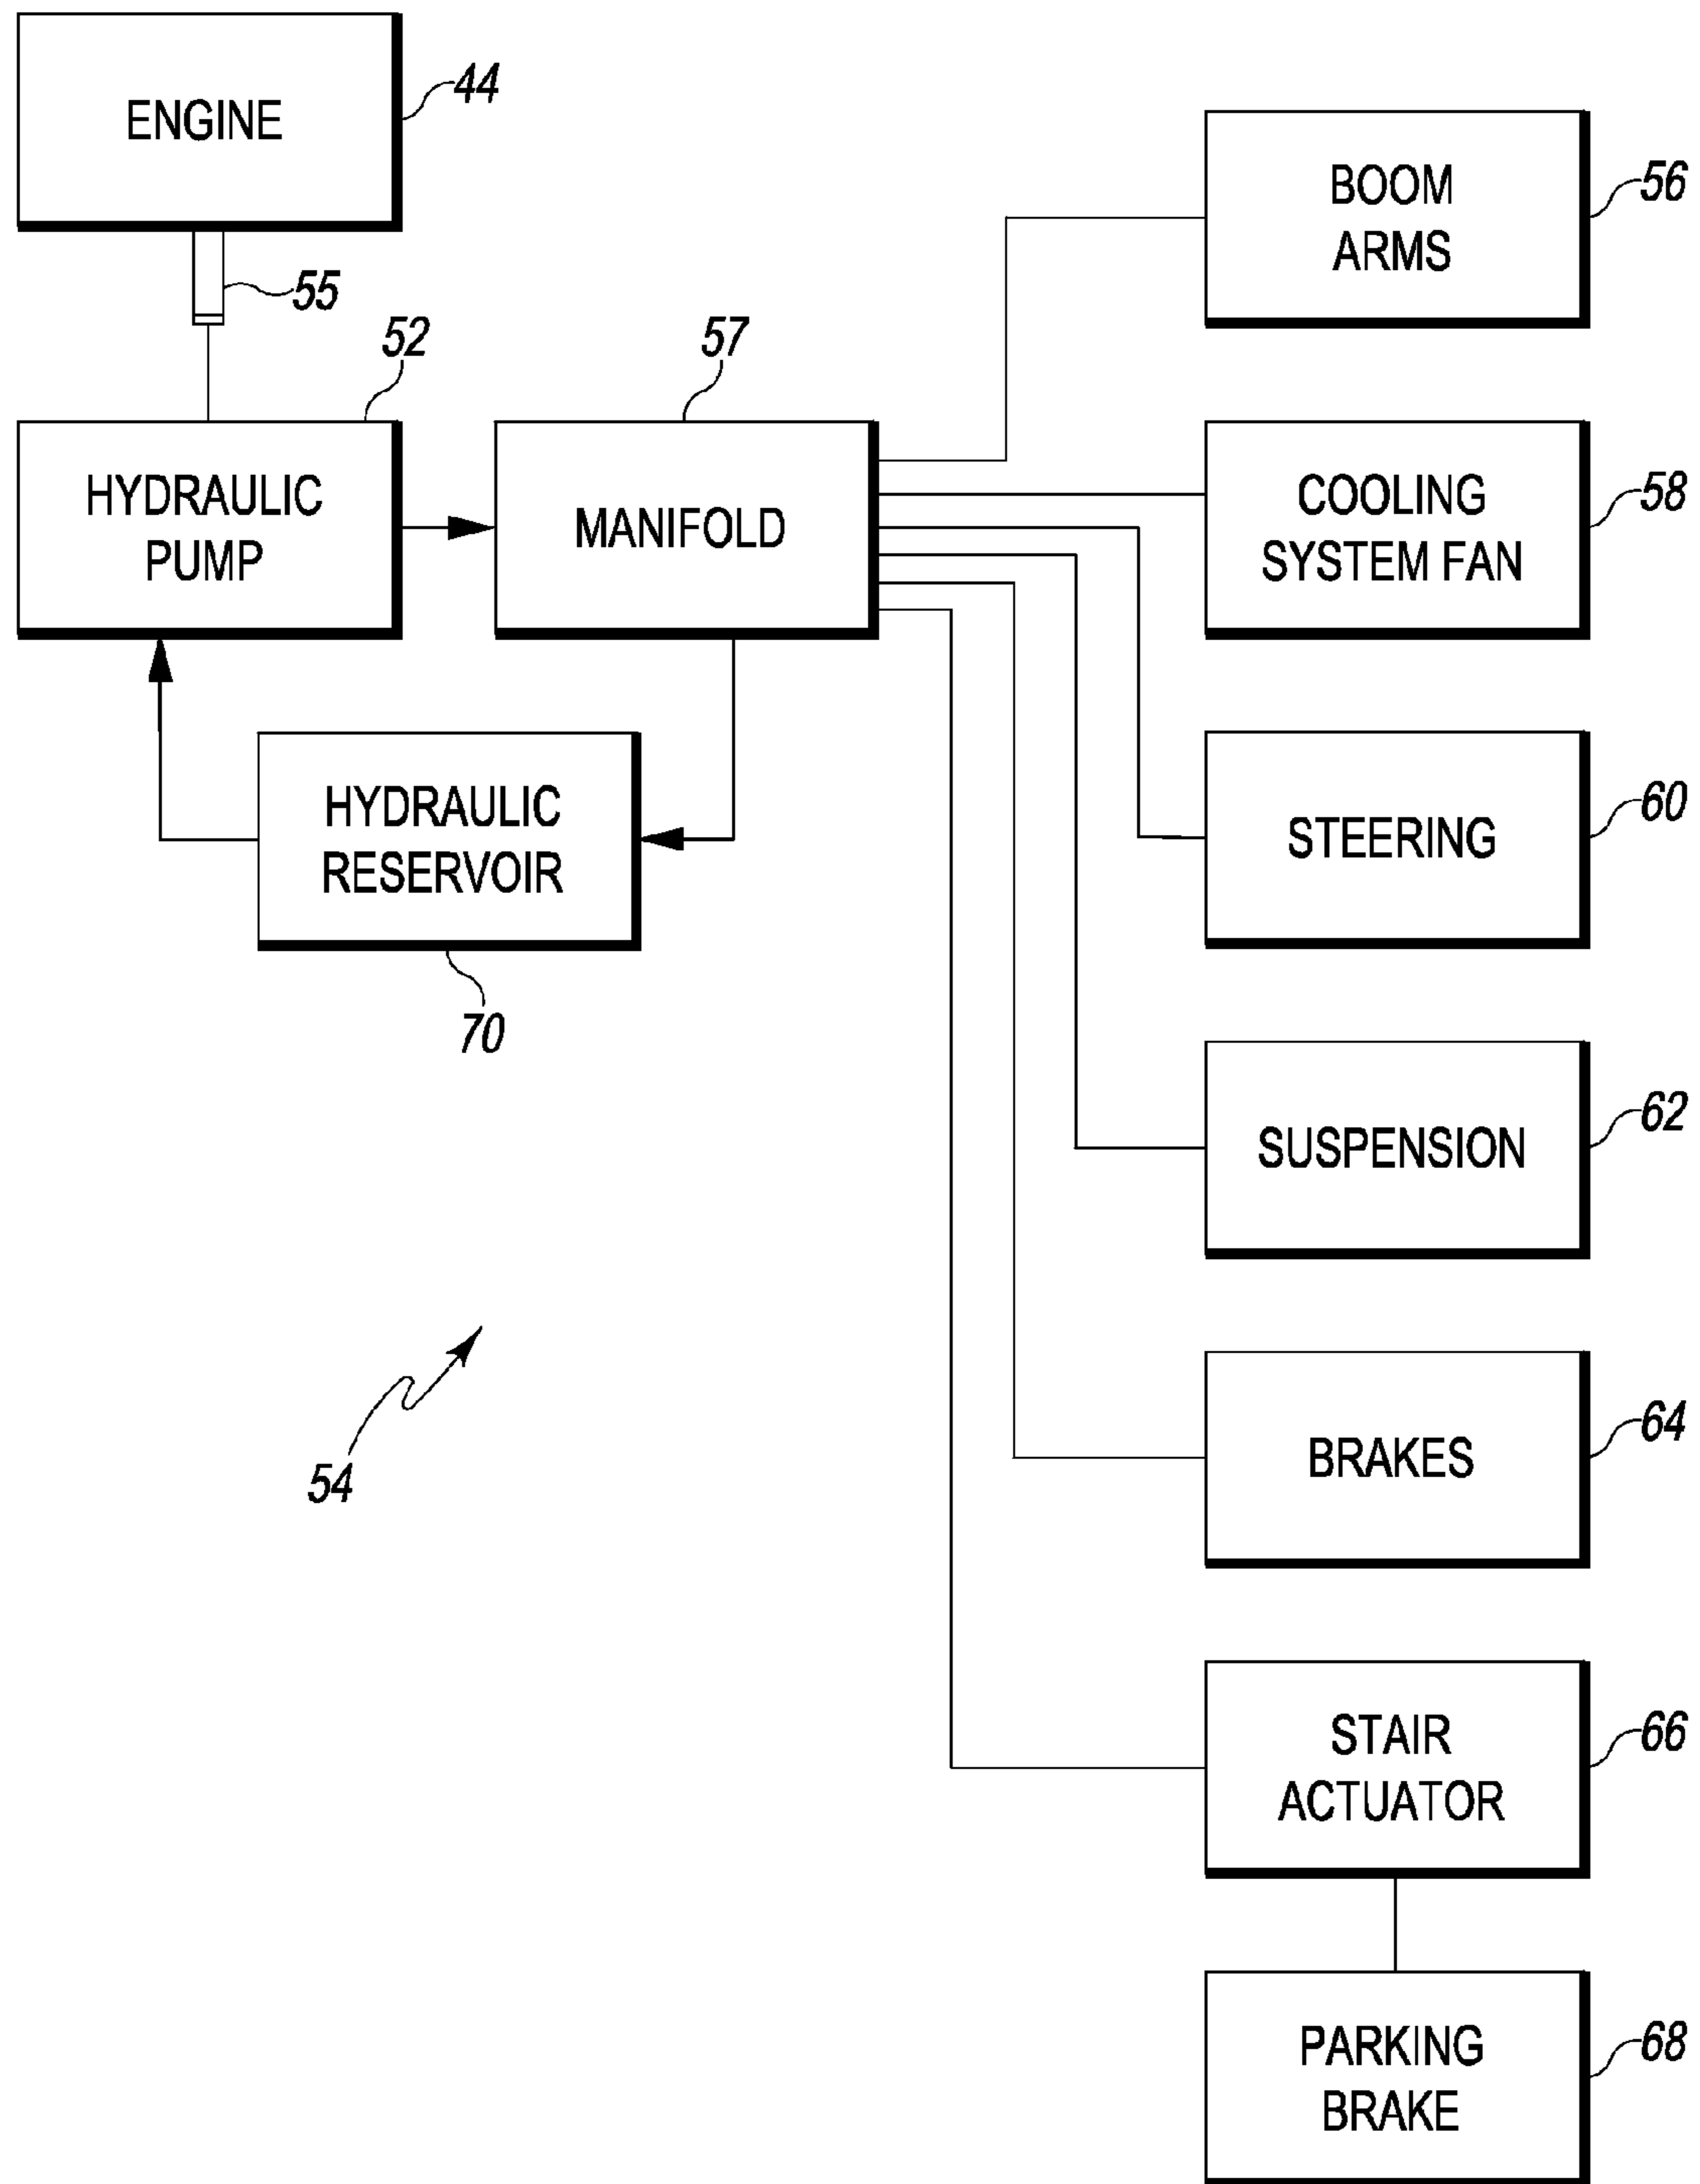 ENGINE
44
55
HYDRAULIC
PUMP
52
MANIFOLD
57
HYDRAULIC
RESERVOIR
70
54
BOOM
ARMS
56
COOLING
SYSTEM FAN
58
STEERING
60
SUSPENSION
62
BRAKES
64
STAIR
ACTUATOR
66
PARKING
BRAKE
68